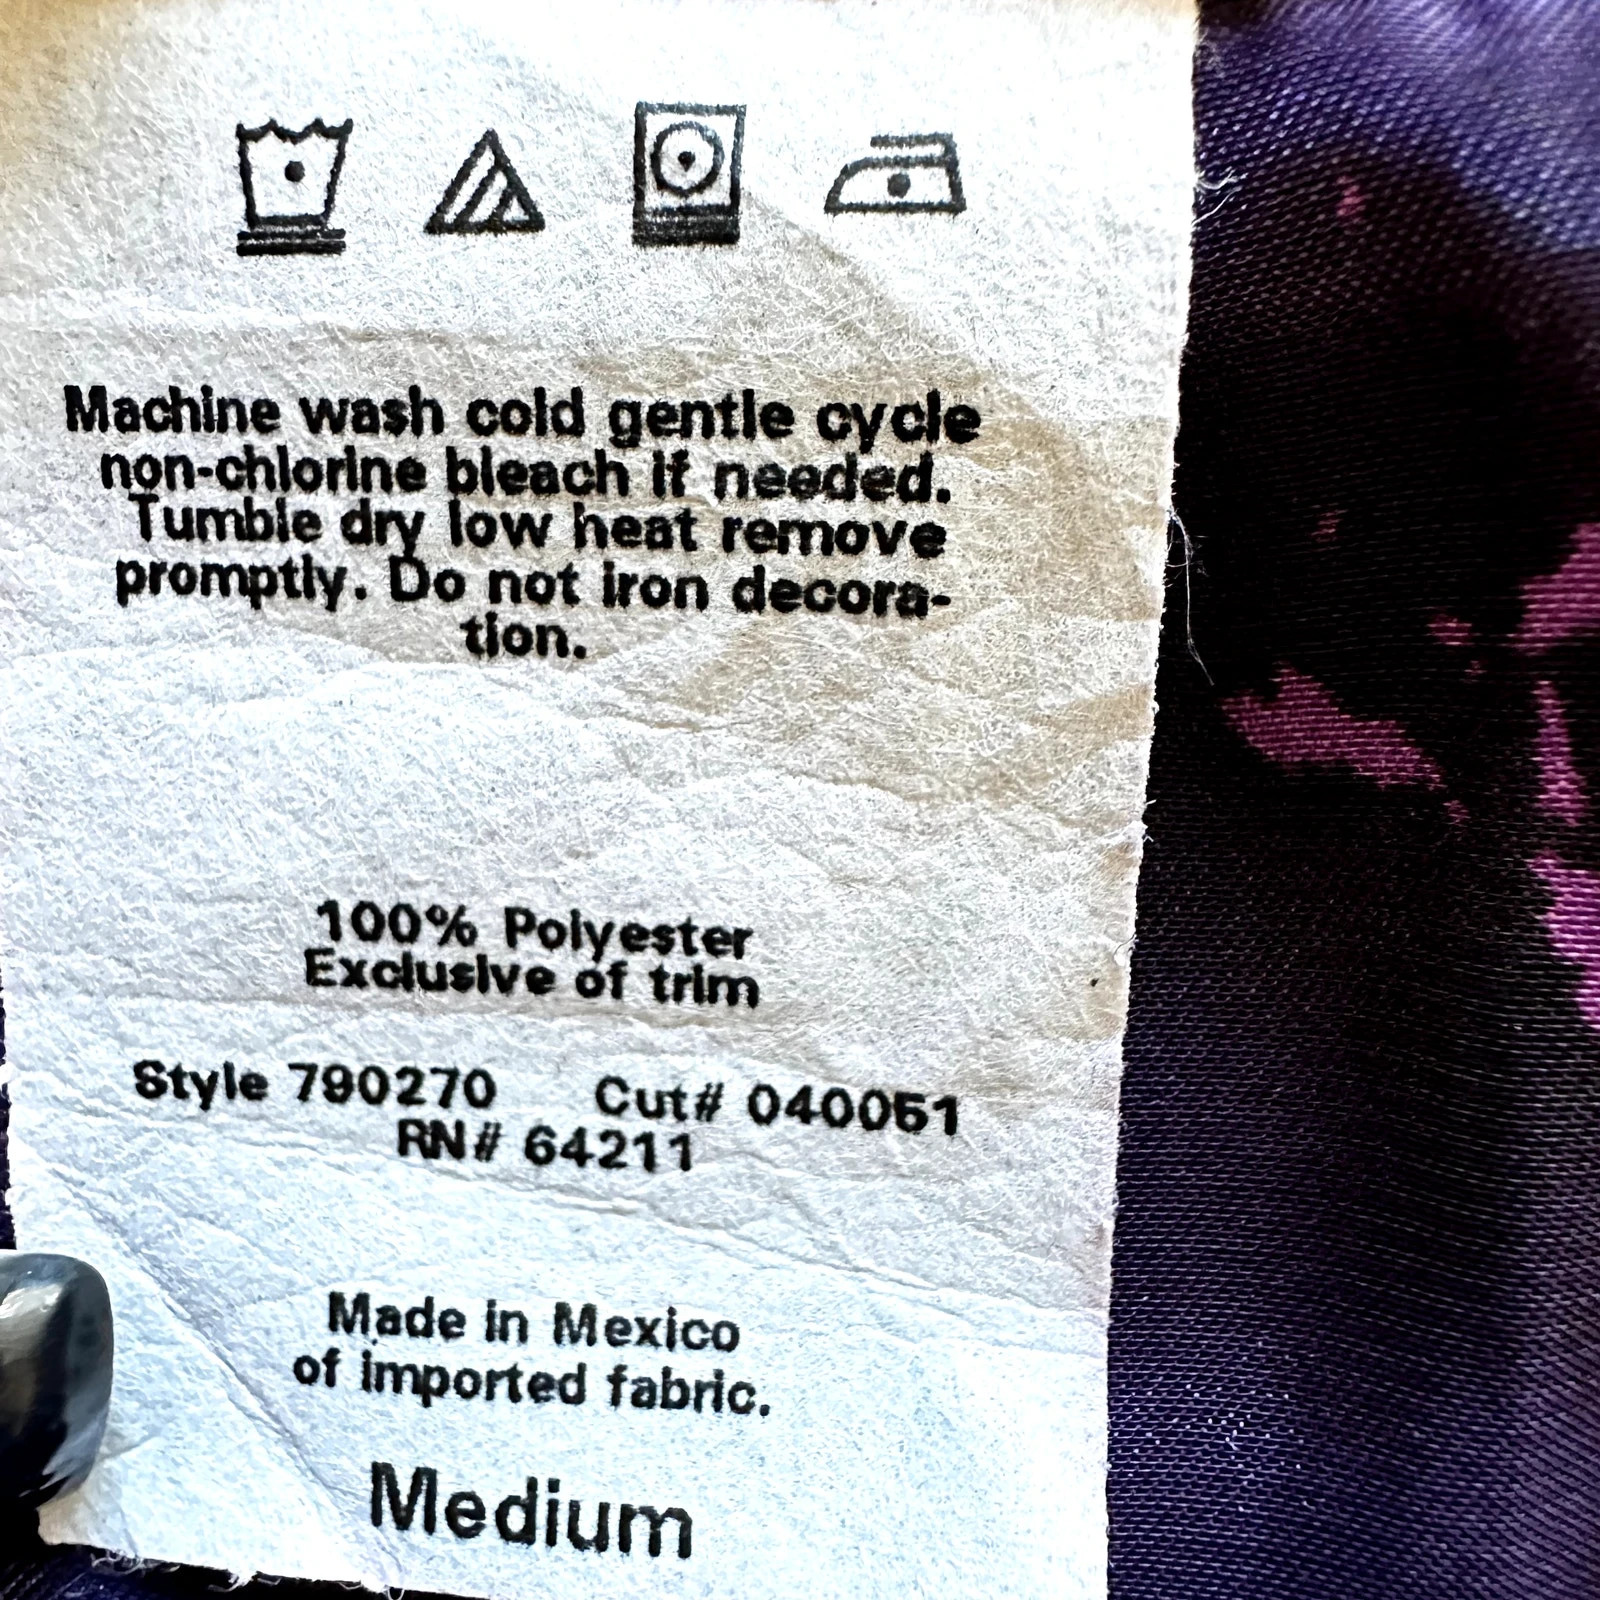 Machine wash cold gentle cycle
non-chlorine bleach if needed.
Tumble dry low heat remove
promptly. Do not iron decora-
tion.
100% Polyester
Exclusive of trim
Style 790270 Cut# 040051
RN# 64211
Made in Mexico
of imported fabric.
Medium